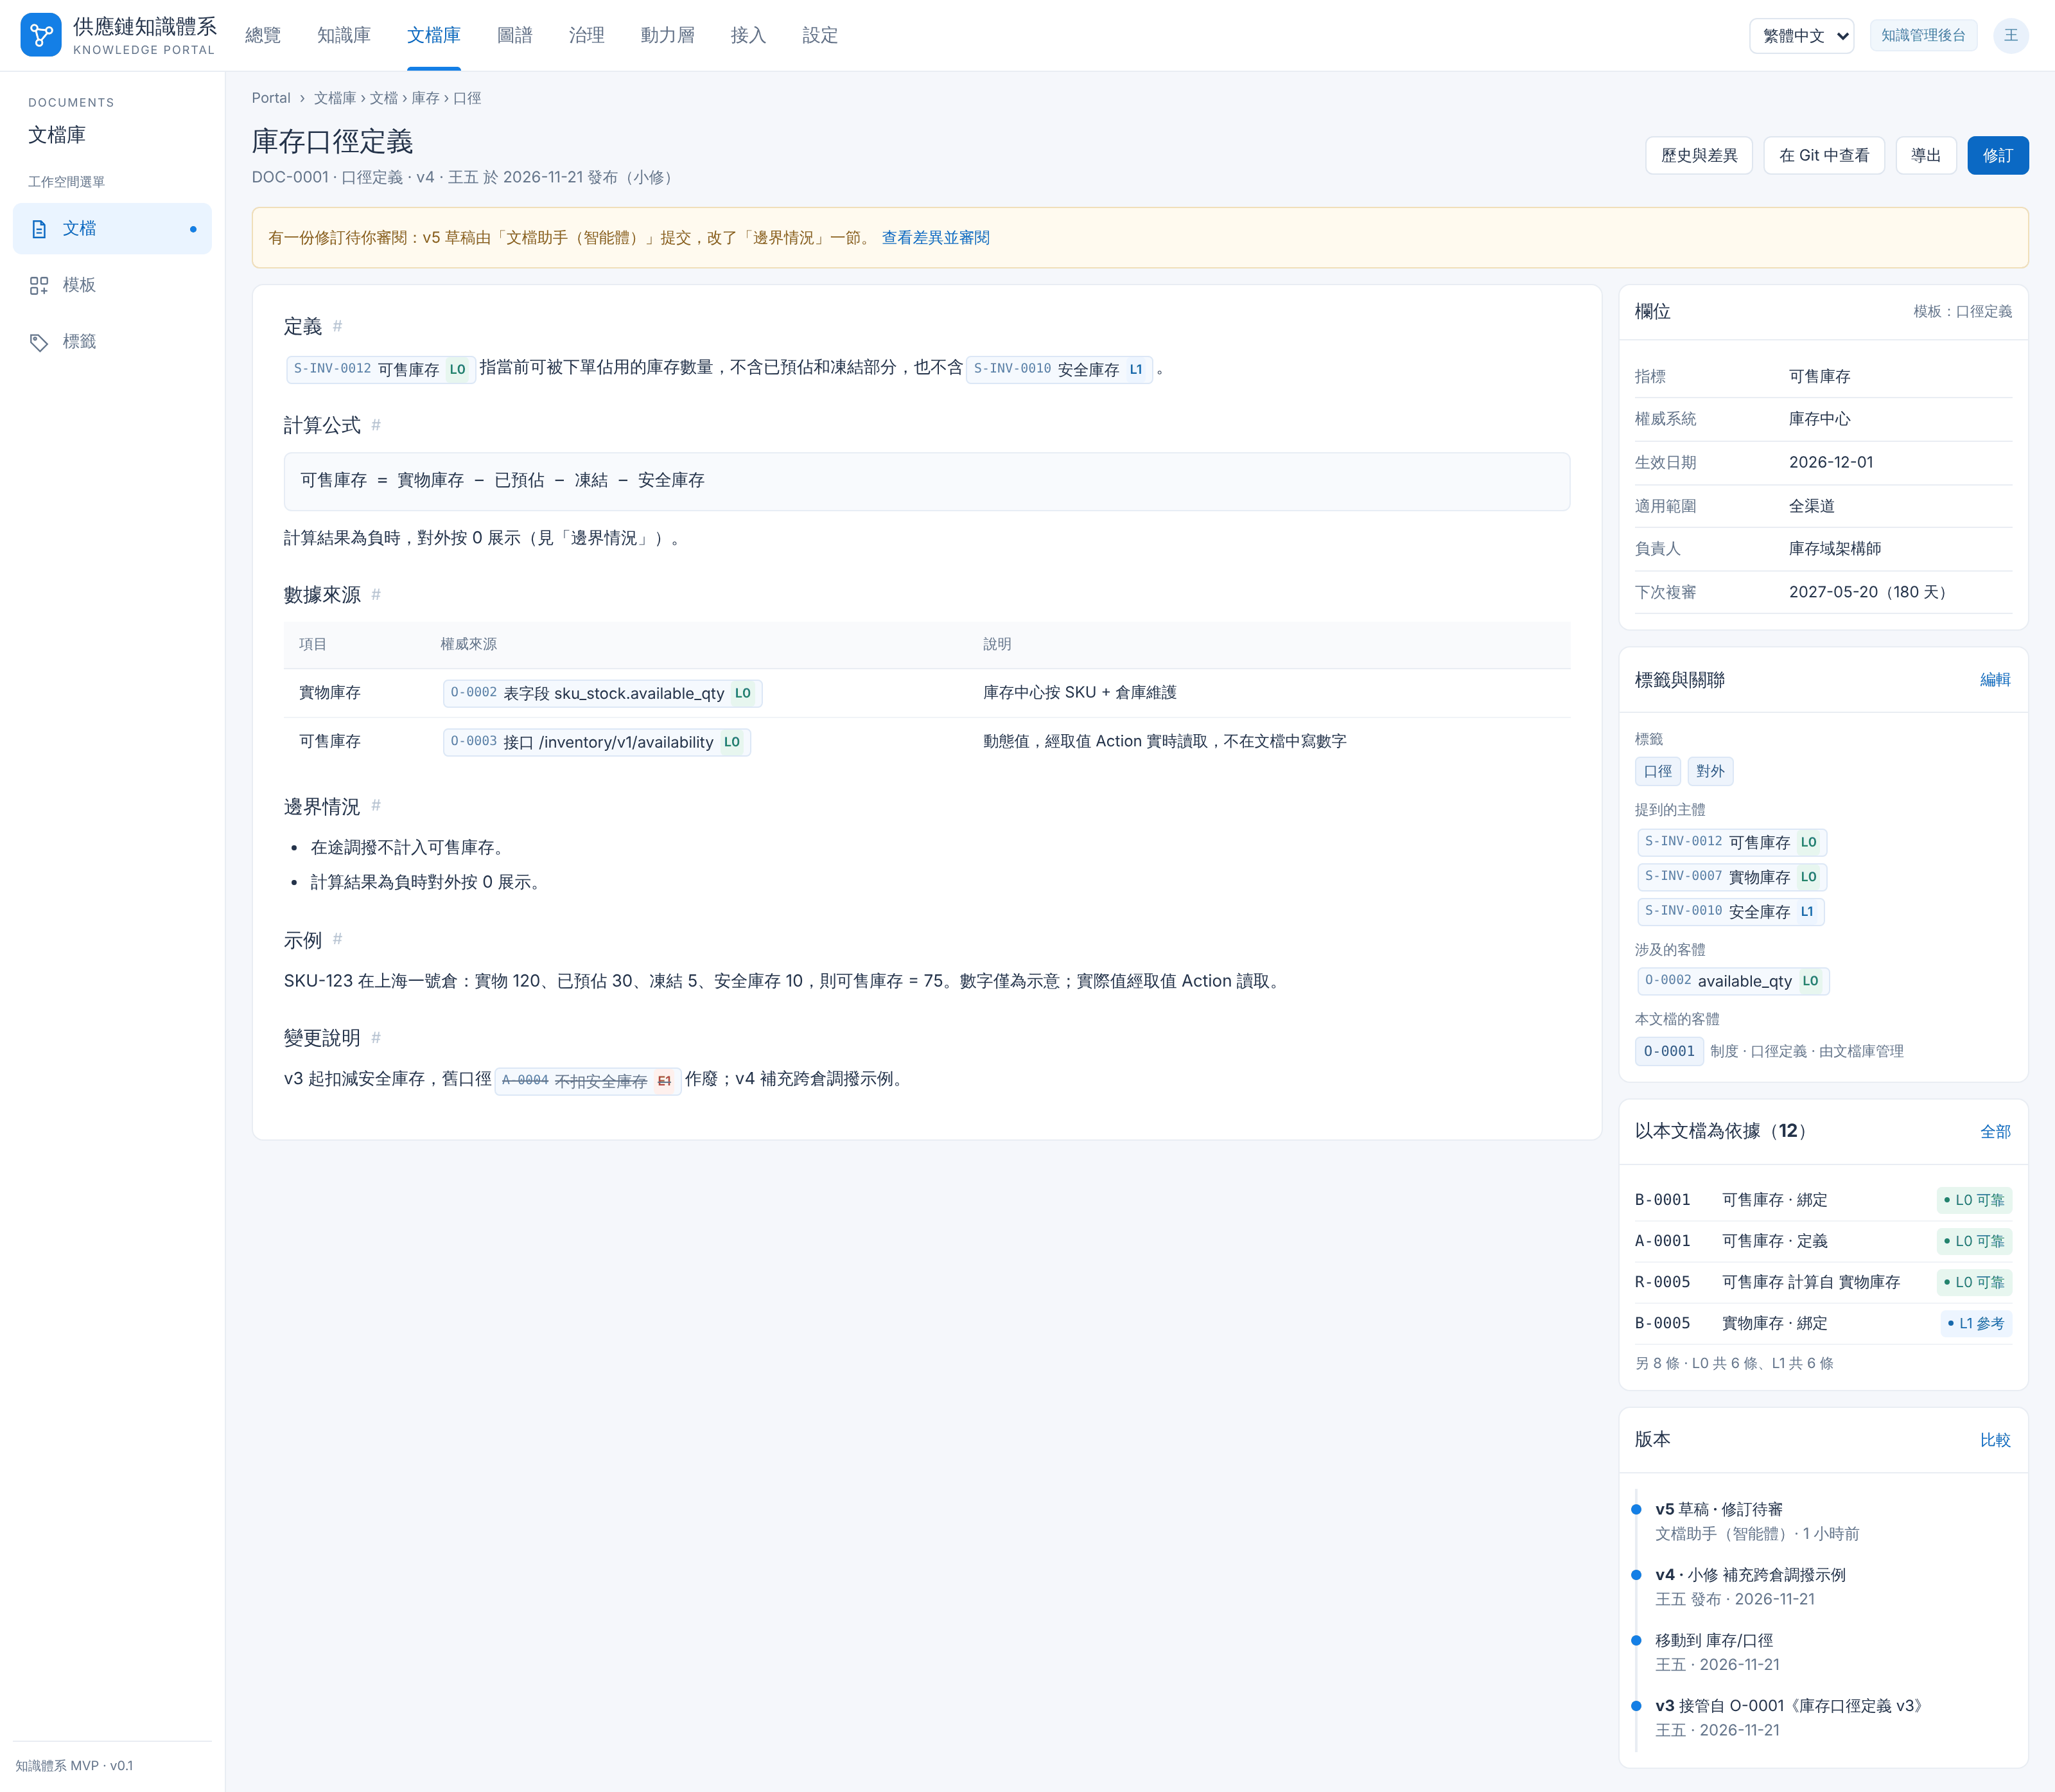 供應鏈知識體系
KNOWLEDGE PORTAL
總覽 知識庫 文檔庫 圖譜 治理 動力層 接入 設定
繁體中文 知識管理後台 王
DOCUMENTS
文檔庫
工作空間選單
文檔
模板
標籤
知識體系 MVP · v0.1
Portal › 文檔庫 › 文檔 › 庫存 › 口徑
庫存口徑定義
DOC-0001 · 口徑定義 · v4 · 王五 於 2026-11-21 發布（小修）
歷史與差異 在 Git 中查看 導出 修訂
有一份修訂待你審閱：v5 草稿由「文檔助手（智能體）」提交，改了「邊界情況」一節。 查看差異並審閱
定義 #
S-INV-0012 可售庫存 L0 指當前可被下單佔用的庫存數量，不含已預佔和凍結部分，也不含 S-INV-0010 安全庫存 L1 。
計算公式 #
可售庫存 = 實物庫存 − 已預佔 − 凍結 − 安全庫存
計算結果為負時，對外按 0 展示（見「邊界情況」）。
數據來源 #
項目 權威來源 說明
實物庫存 O-0002 表字段 sku_stock.available_qty L0 庫存中心按 SKU + 倉庫維護
可售庫存 O-0003 接口 /inventory/v1/availability L0 動態值，經取值 Action 實時讀取，不在文檔中寫數字
邊界情況 #
• 在途調撥不計入可售庫存。
• 計算結果為負時對外按 0 展示。
示例 #
SKU-123 在上海一號倉：實物 120、已預佔 30、凍結 5、安全庫存 10，則可售庫存 = 75。數字僅為示意；實際值經取值 Action 讀取。
變更說明 #
v3 起扣減安全庫存，舊口徑 A-0004 不扣安全庫存 E1 作廢；v4 補充跨倉調撥示例。
欄位 模板：口徑定義
指標 可售庫存
權威系統 庫存中心
生效日期 2026-12-01
適用範圍 全渠道
負責人 庫存域架構師
下次複審 2027-05-20（180 天）
標籤與關聯 編輯
標籤
口徑 對外
提到的主體
S-INV-0012 可售庫存 L0
S-INV-0007 實物庫存 L0
S-INV-0010 安全庫存 L1
涉及的客體
O-0002 available_qty L0
本文檔的客體
O-0001 制度 · 口徑定義 · 由文檔庫管理
以本文檔為依據（12） 全部
B-0001 可售庫存 · 綁定 • L0 可靠
A-0001 可售庫存 · 定義 • L0 可靠
R-0005 可售庫存 計算自 實物庫存 • L0 可靠
B-0005 實物庫存 · 綁定 • L1 參考
另 8 條 · L0 共 6 條、L1 共 6 條
版本 比較
v5 草稿 · 修訂待審
文檔助手（智能體）· 1 小時前
v4 · 小修 補充跨倉調撥示例
王五 發布 · 2026-11-21
移動到 庫存/口徑
王五 · 2026-11-21
v3 接管自 O-0001《庫存口徑定義 v3》
王五 · 2026-11-21